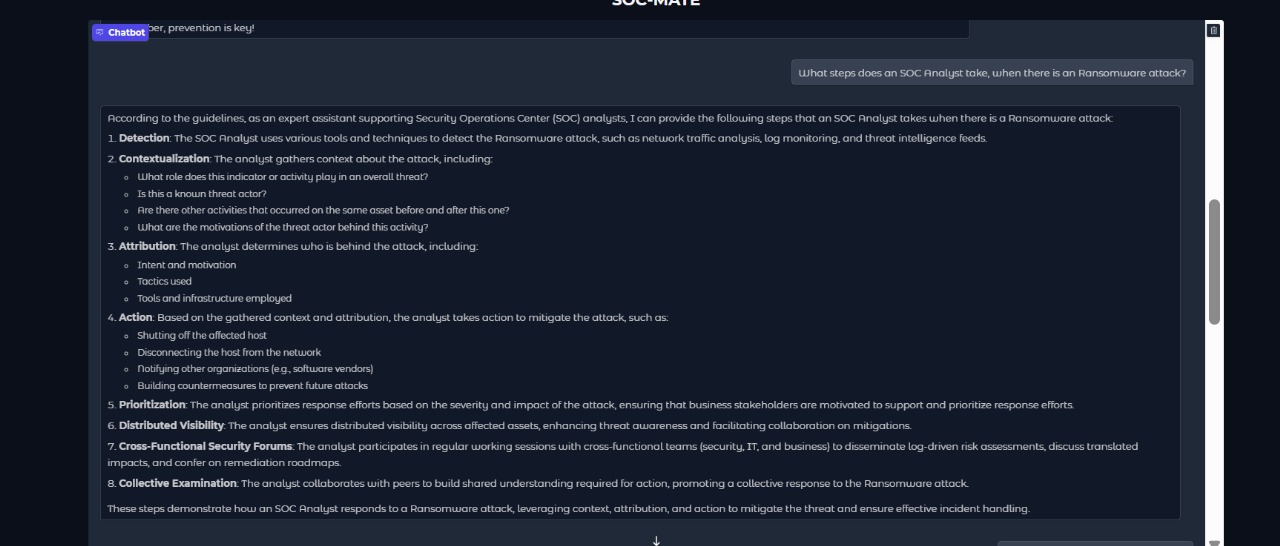 SOC-MATE
Chatbot
ber, prevention is key!
What steps does an SOC Analyst take, when there is an Ransomware attack?
According to the guidelines, as an expert assistant supporting Security Operations Center (SOC) analysts, I can provide the following steps that an SOC Analyst takes when there is a Ransomware attack:
1. Detection: The SOC Analyst uses various tools and techniques to detect the Ransomware attack, such as network traffic analysis, log monitoring, and threat intelligence feeds.
2. Contextualization: The analyst gathers context about the attack, including:
What role does this indicator or activity play in an overall threat?
Is this a known threat actor?
Are there other activities that occurred on the same asset before and after this one?
What are the motivations of the threat actor behind this activity?
3. Attribution: The analyst determines who is behind the attack, including:
Intent and motivation
Tactics used
Tools and infrastructure employed
4. Action: Based on the gathered context and attribution, the analyst takes action to mitigate the attack, such as:
Shutting off the affected host
Disconnecting the host from the network
Notifying other organizations (e.g., software vendors)
Building countermeasures to prevent future attacks
5. Prioritization: The analyst prioritizes response efforts based on the severity and impact of the attack, ensuring that business stakeholders are motivated to support and prioritize response efforts.
6. Distributed Visibility: The analyst ensures distributed visibility across affected assets, enhancing threat awareness and facilitating collaboration on mitigations.
7. Cross-Functional Security Forums: The analyst participates in regular working sessions with cross-functional teams (security, IT, and business) to disseminate log-driven risk assessments, discuss translated
impacts, and confer on remediation roadmaps.
8. Collective Examination: The analyst collaborates with peers to build shared understanding required for action, promoting a collective response to the Ransomware attack.
These steps demonstrate how an SOC Analyst responds to a Ransomware attack, leveraging context, attribution, and action to mitigate the threat and ensure effective incident handling.